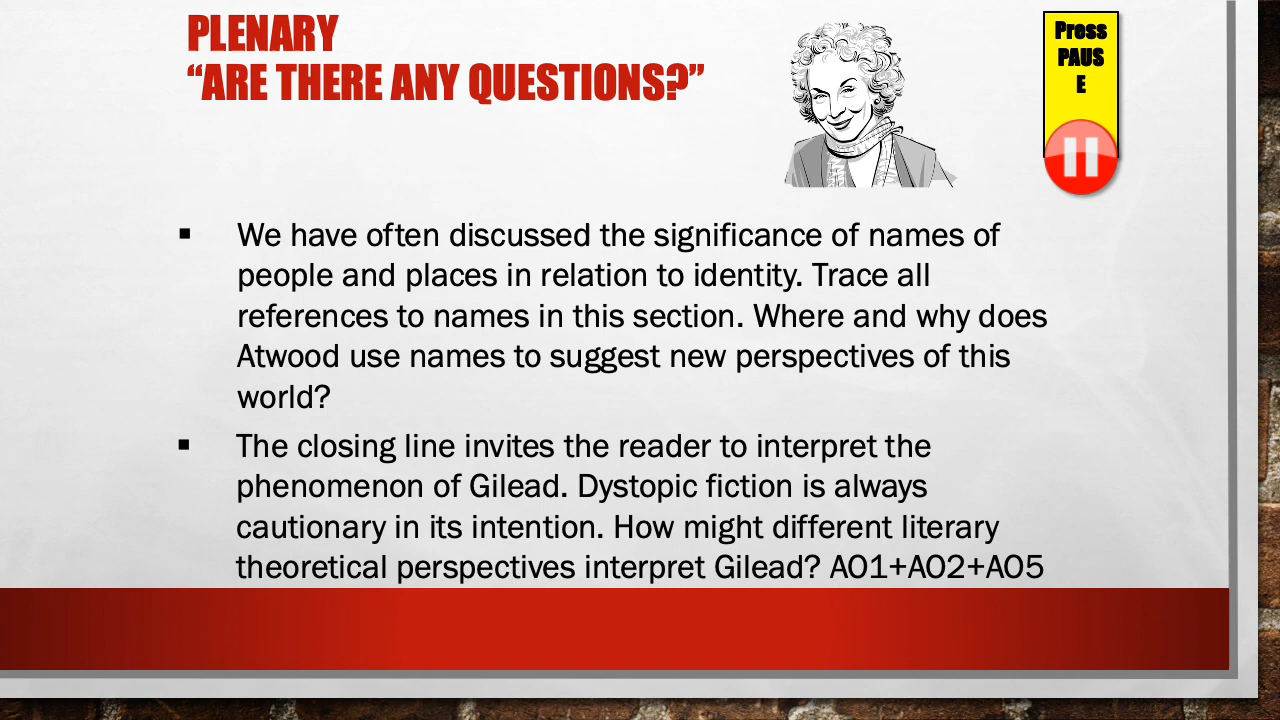 PLENARY
“ARE THERE ANY QUESTIONS?”
Press
PAUS
E
▪ We have often discussed the significance of names of
people and places in relation to identity. Trace all
references to names in this section. Where and why does
Atwood use names to suggest new perspectives of this
world?
▪ The closing line invites the reader to interpret the
phenomenon of Gilead. Dystopic fiction is always
cautionary in its intention. How might different literary
theoretical perspectives interpret Gilead? AO1+AO2+AO5